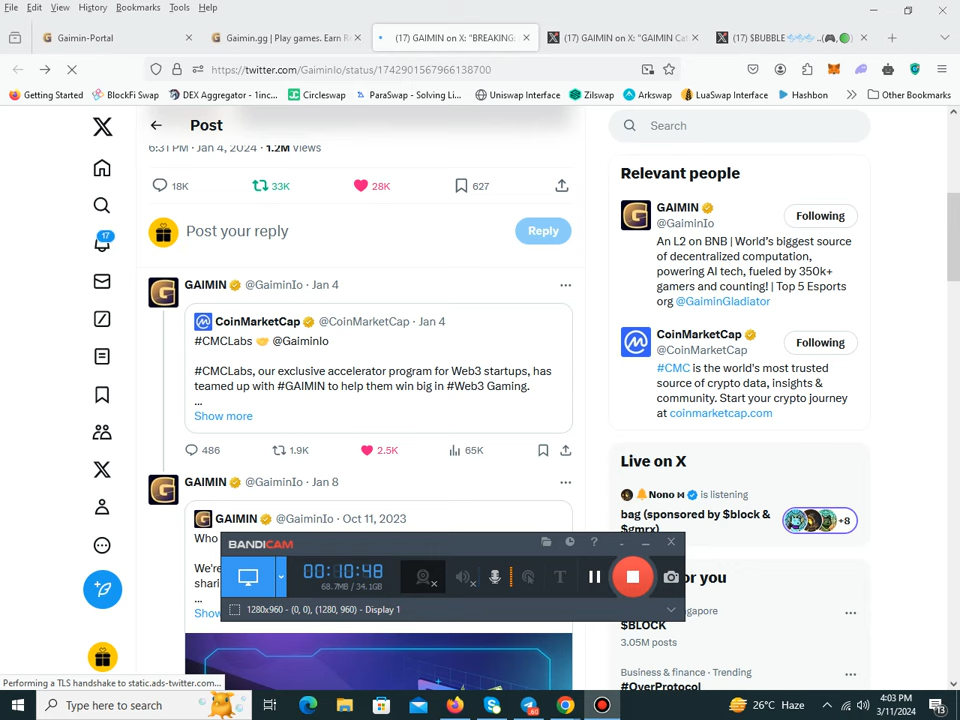 File Edit View History Bookmarks Tools Help
Gaimin-Portal
Gaimin.gg | Play games. Earn R
(17) GAIMIN on X: "BREAKING:
(17) GAIMIN on X: "GAIMIN Ca
(17) $BUBBLE
https://twitter.com/GaiminIo/status/1742901567966138700
Getting Started
BlockFi Swap
DEX Aggregator - 1inc...
Circleswap
ParaSwap - Solving Li...
Uniswap Interface
Zilswap
Arkswap
LuaSwap Interface
Hashbon
Other Bookmarks
Post
6:31 PM · Jan 4, 2024 · 1.2M Views
18K 33K 28K 627
Post your reply
Reply
GAIMIN @GaiminIo · Jan 4
CoinMarketCap @CoinMarketCap · Jan 4
#CMCLabs 🤝 @GaiminIo
#CMCLabs, our exclusive accelerator program for Web3 startups, has
teamed up with #GAIMIN to help them win big in #Web3 Gaming.
...
Show more
486 1.9K 2.5K 65K
GAIMIN @GaiminIo · Jan 8
GAIMIN @GaiminIo · Oct 11, 2023
Who
We're
shari
...
Show
Search
Relevant people
GAIMIN
@GaiminIo
Following
An L2 on BNB | World's biggest source
of decentralized computation,
powering AI tech, fueled by 350k+
gamers and counting! | Top 5 Esports
org @GaiminGladiator
CoinMarketCap
@CoinMarketCap
Following
#CMC is the world's most trusted
source of crypto data, insights &
community. Start your crypto journey
at coinmarketcap.com
Live on X
Nono is listening
bag (sponsored by $block &
$gmrx)
+8
or you
gapore
$BLOCK
3.05M posts
Business & finance · Trending
#OverProtocol
BANDICAM
00:10:48
68.7MB / 34.1GB
1280x960 - (0, 0), (1280, 960) - Display 1
Performing a TLS handshake to static.ads-twitter.com...
Type here to search
80
26°C Haze
4:03 PM
3/11/2024
13